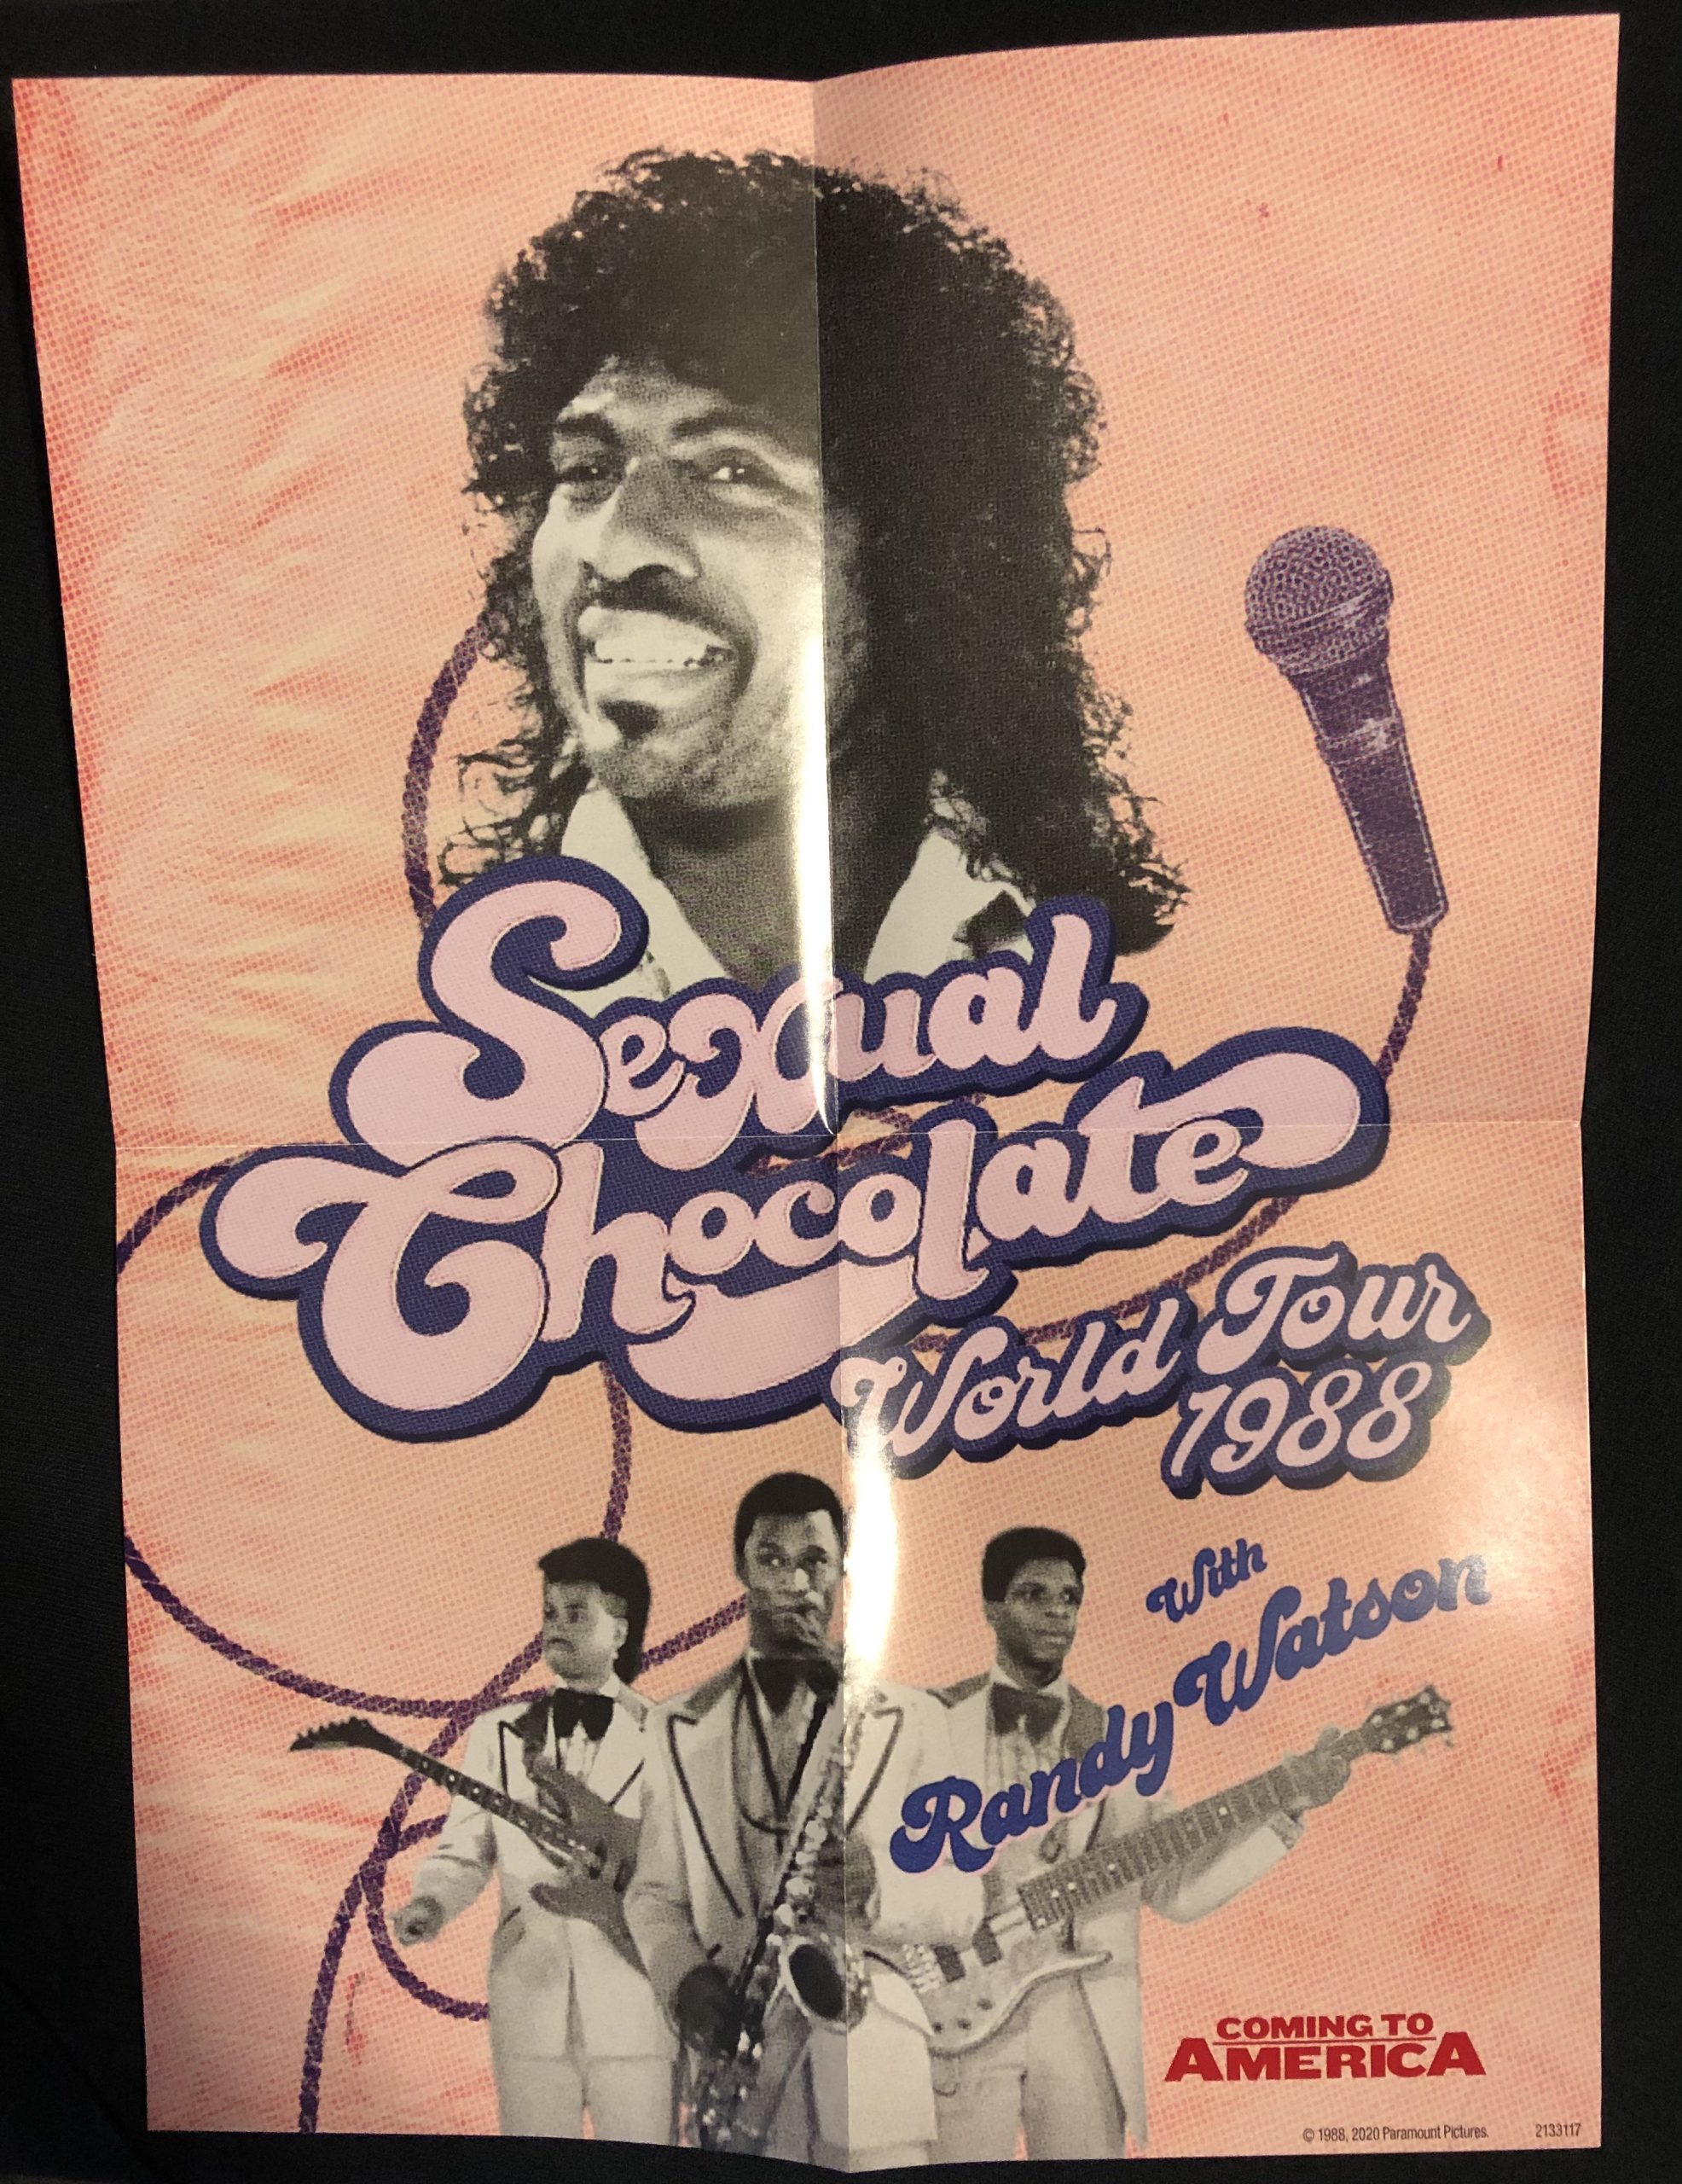 Sexual
Chocolate
World Tour
1988
With
Randy Watson
COMING TO
AMERICA
© 1988, 2020 Paramount Pictures. 2133117